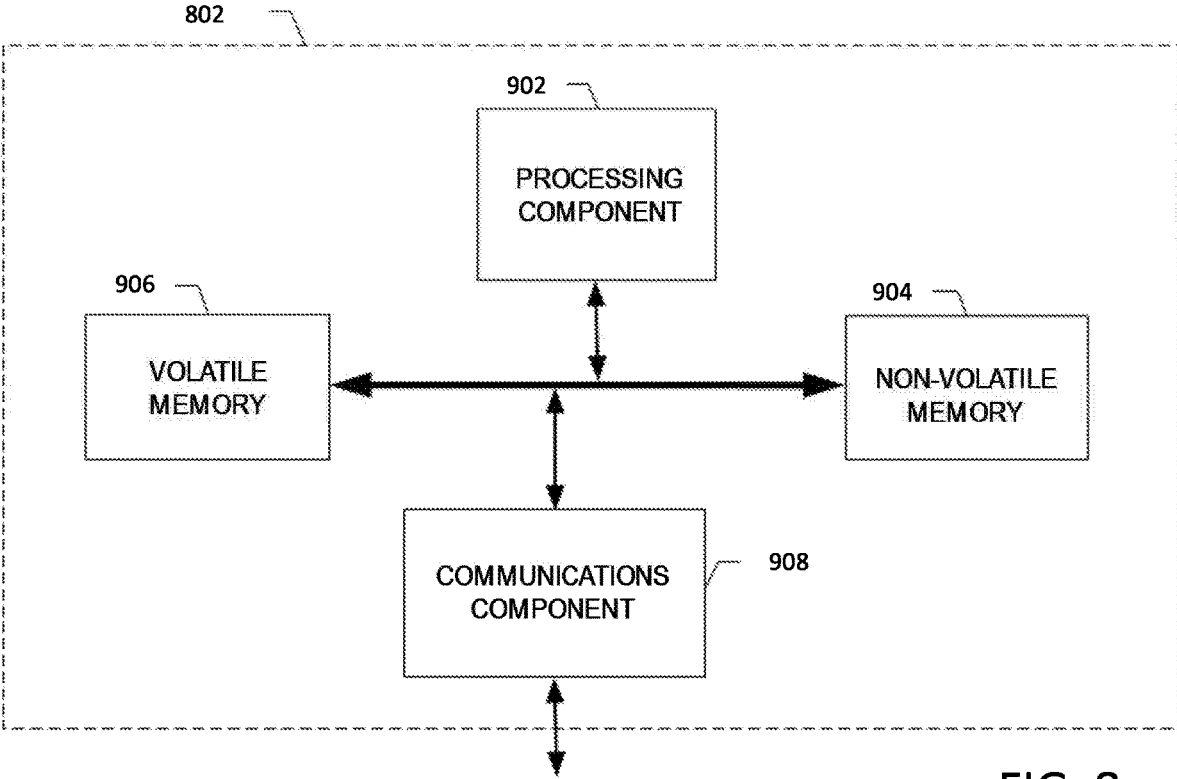 802
902
PROCESSING
COMPONENT
906
VOLATILE
MEMORY
904
NON-VOLATILE
MEMORY
COMMUNICATIONS
COMPONENT
908